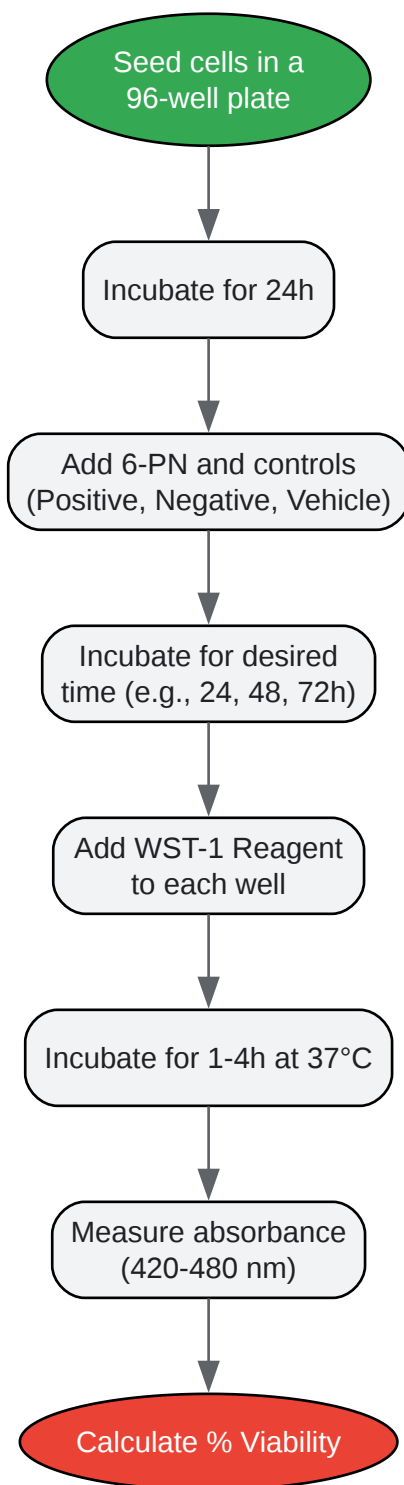 Seed cells in a
96-well plate
Incubate for 24h
Add 6-PN and controls
(Positive, Negative, Vehicle)
Incubate for desired
time (e.g., 24, 48, 72h)
Add WST-1 Reagent
to each well
Incubate for 1-4h at 37°C
Measure absorbance
(420-480 nm)
Calculate % Viability